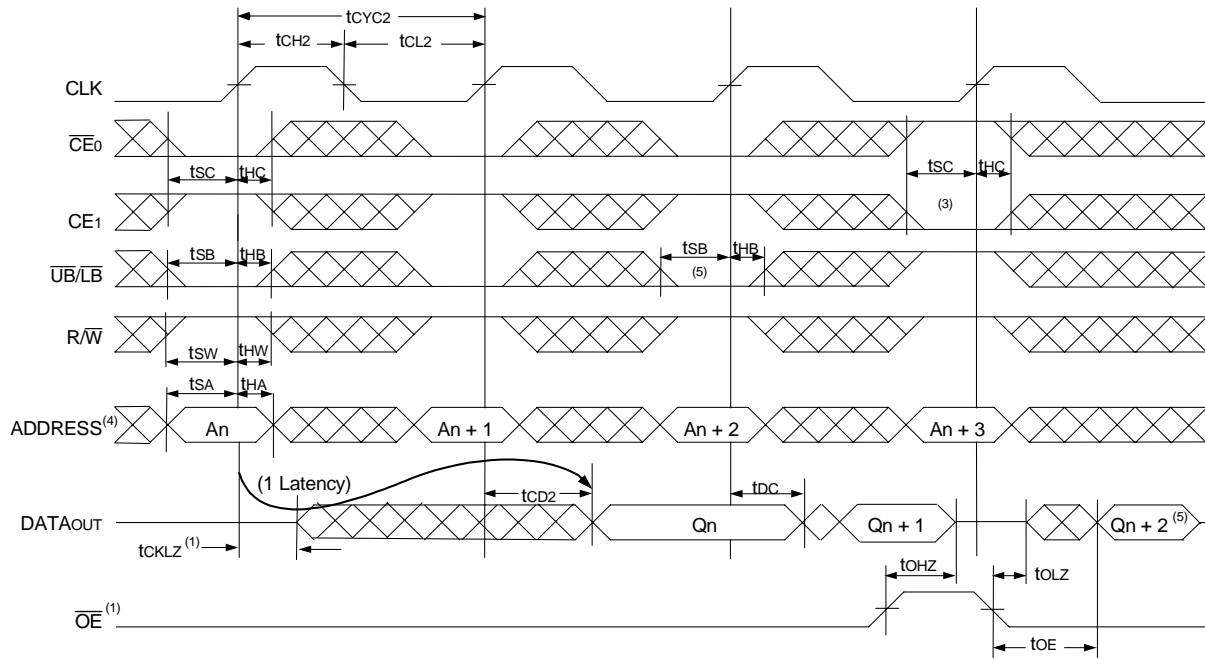 tCYC2
tCH2 tCL2
CLK
CE0
tSC tHC tSC tHC
CE1 (3)
tSB tHB tSB tHB
UB/LB (5)
R/W
tSW tHW
tSA tHA
ADDRESS(4) An An + 1 An + 2 An + 3
(1 Latency) tCD2 tDC
DATAOUT Qn Qn + 1 Qn + 2 (5)
tCKLZ (1)
tOHZ tOLZ
OE (1)
tOE